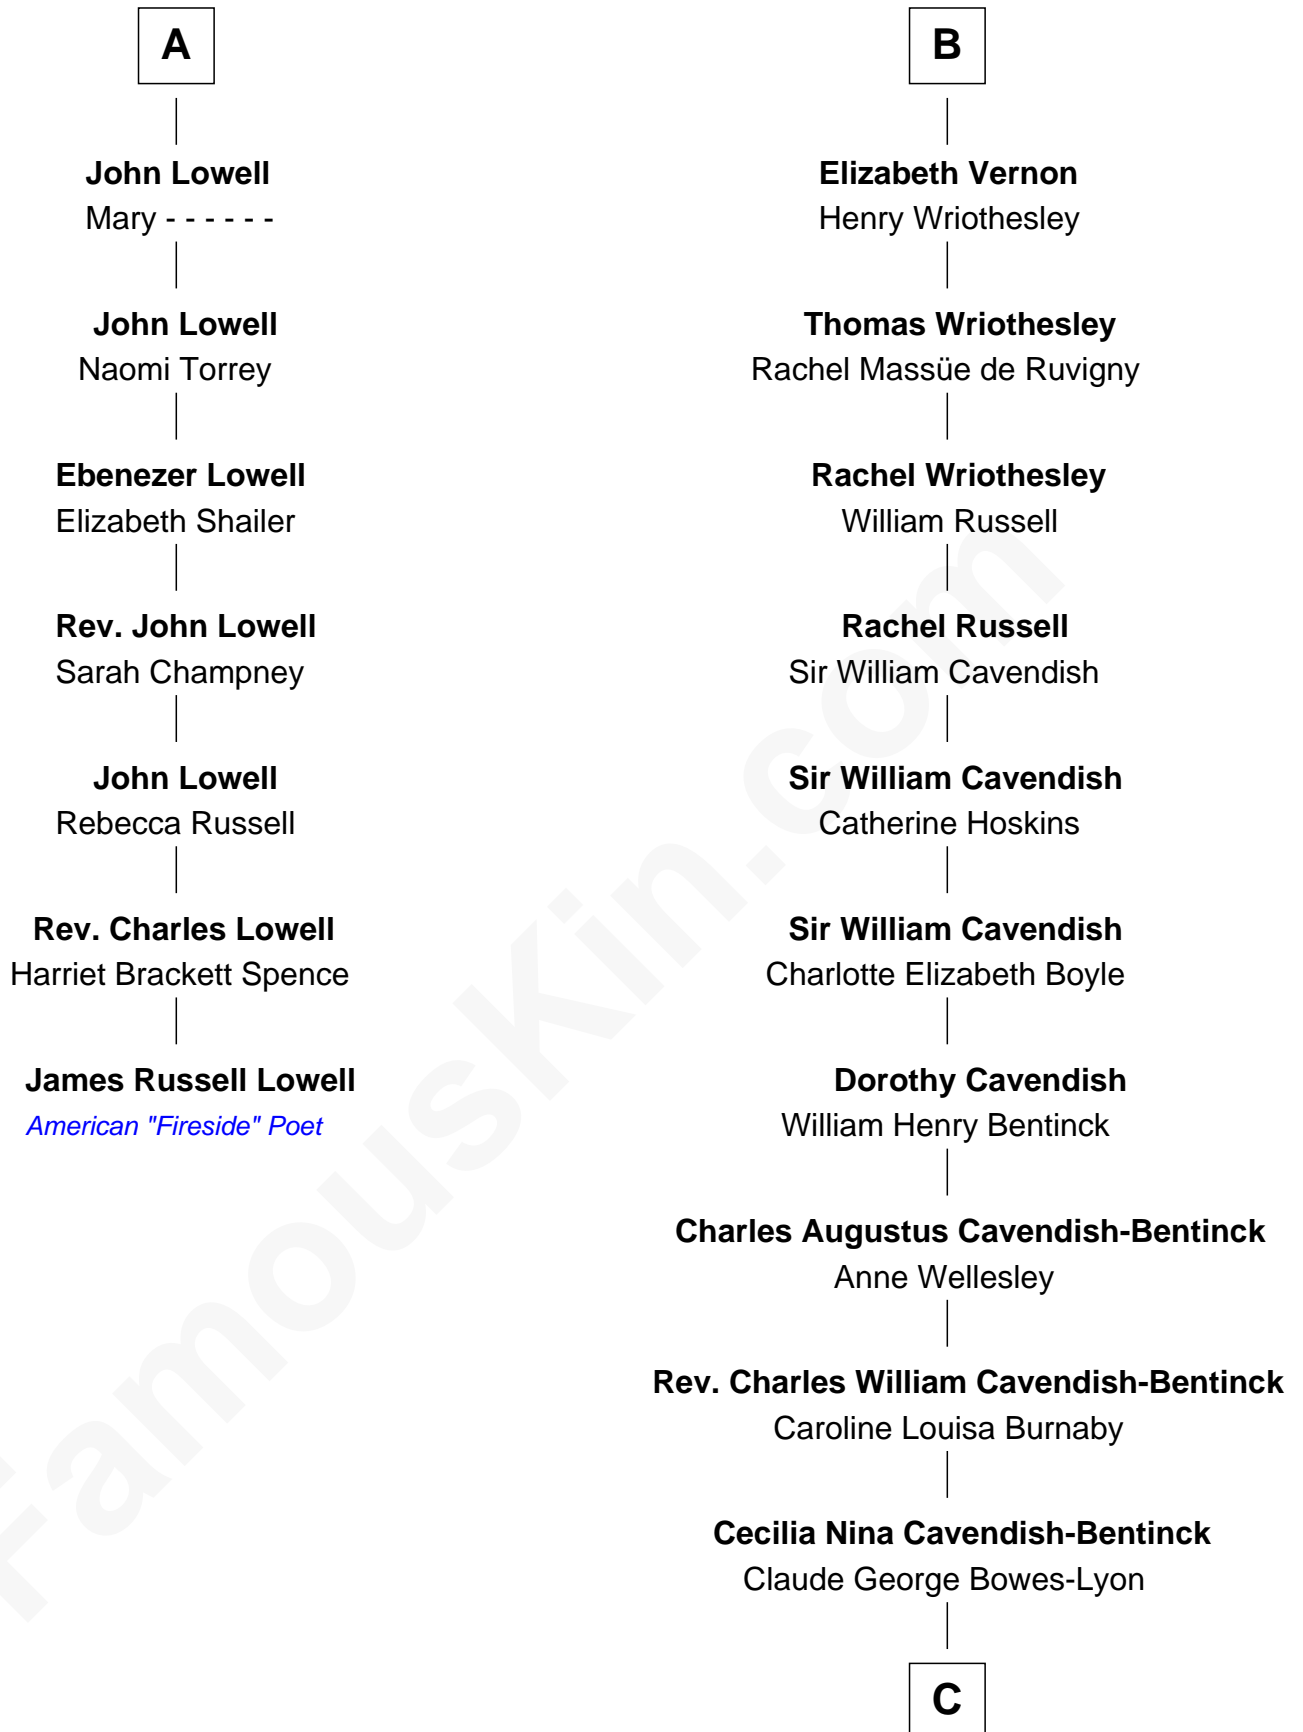 A
John Lowell
Mary - - - - - -
John Lowell
Naomi Torrey
Ebenezer Lowell
Elizabeth Shailer
Rev. John Lowell
Sarah Champney
John Lowell
Rebecca Russell
Rev. Charles Lowell
Harriet Brackett Spence
James Russell Lowell
American "Fireside" Poet
B
Elizabeth Vernon
Henry Wriothesley
Thomas Wriothesley
Rachel Massüe de Ruvigny
Rachel Wriothesley
William Russell
Rachel Russell
Sir William Cavendish
Sir William Cavendish
Catherine Hoskins
Sir William Cavendish
Charlotte Elizabeth Boyle
Dorothy Cavendish
William Henry Bentinck
Charles Augustus Cavendish-Bentinck
Anne Wellesley
Rev. Charles William Cavendish-Bentinck
Caroline Louisa Burnaby
Cecilia Nina Cavendish-Bentinck
Claude George Bowes-Lyon
C
FamousKin.com